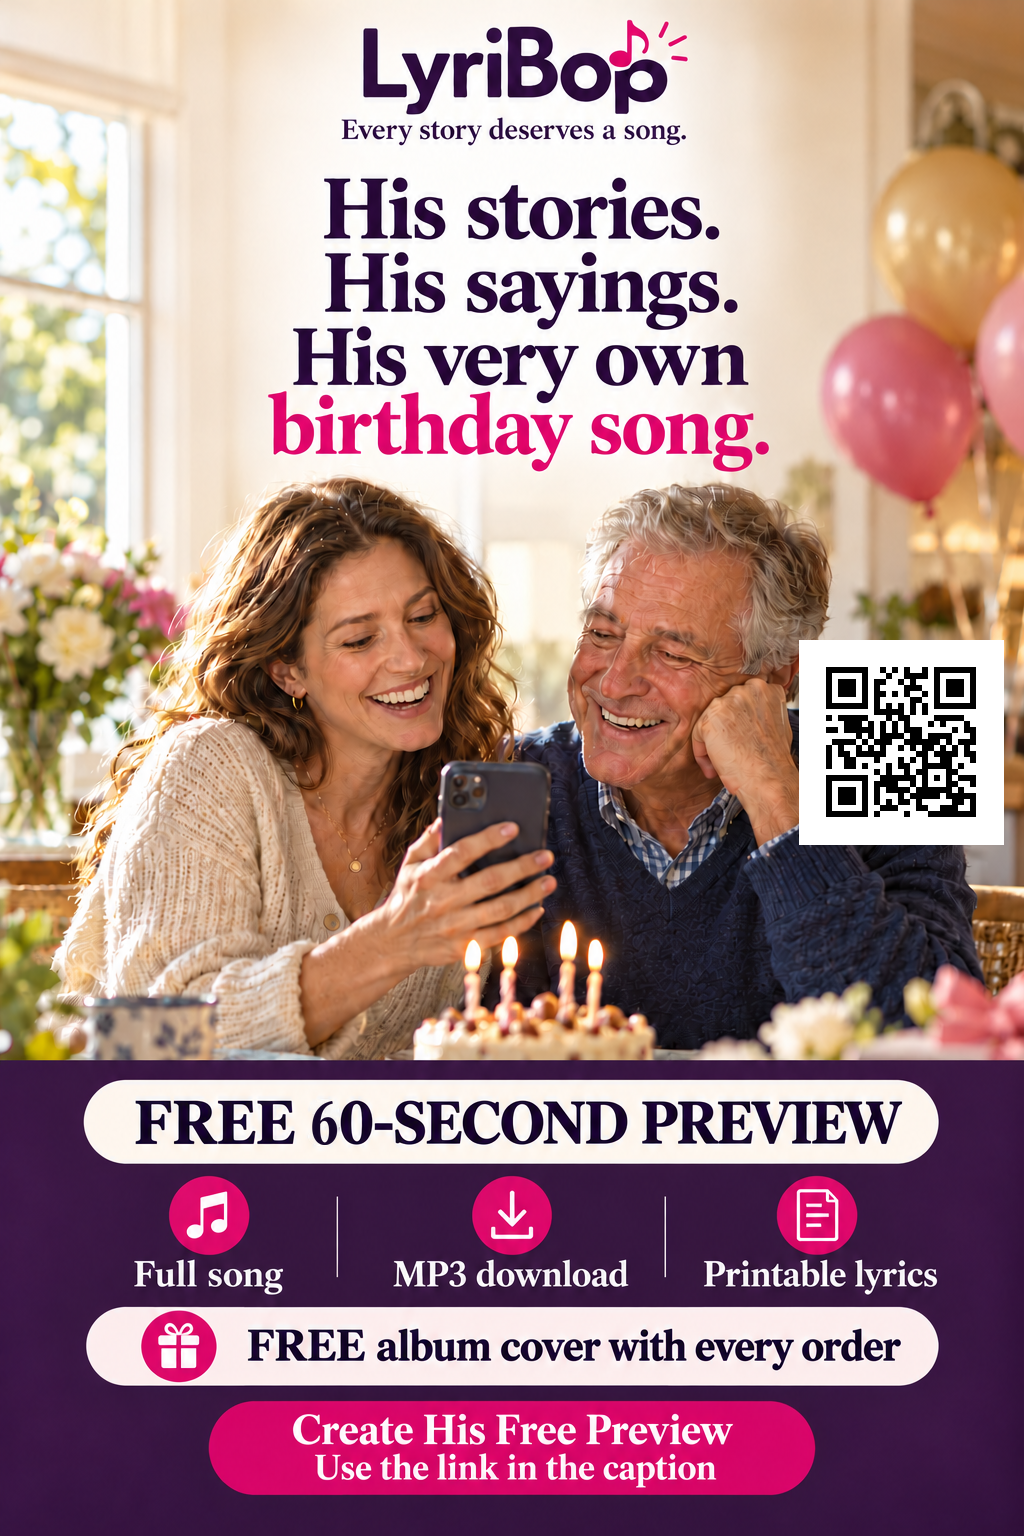 LyriBop
Every story deserves a song.
His stories.
His sayings.
His very own
birthday song.
FREE 60-SECOND PREVIEW
Full song
MP3 download
Printable lyrics
FREE album cover with every order
Create His Free Preview
Use the link in the caption